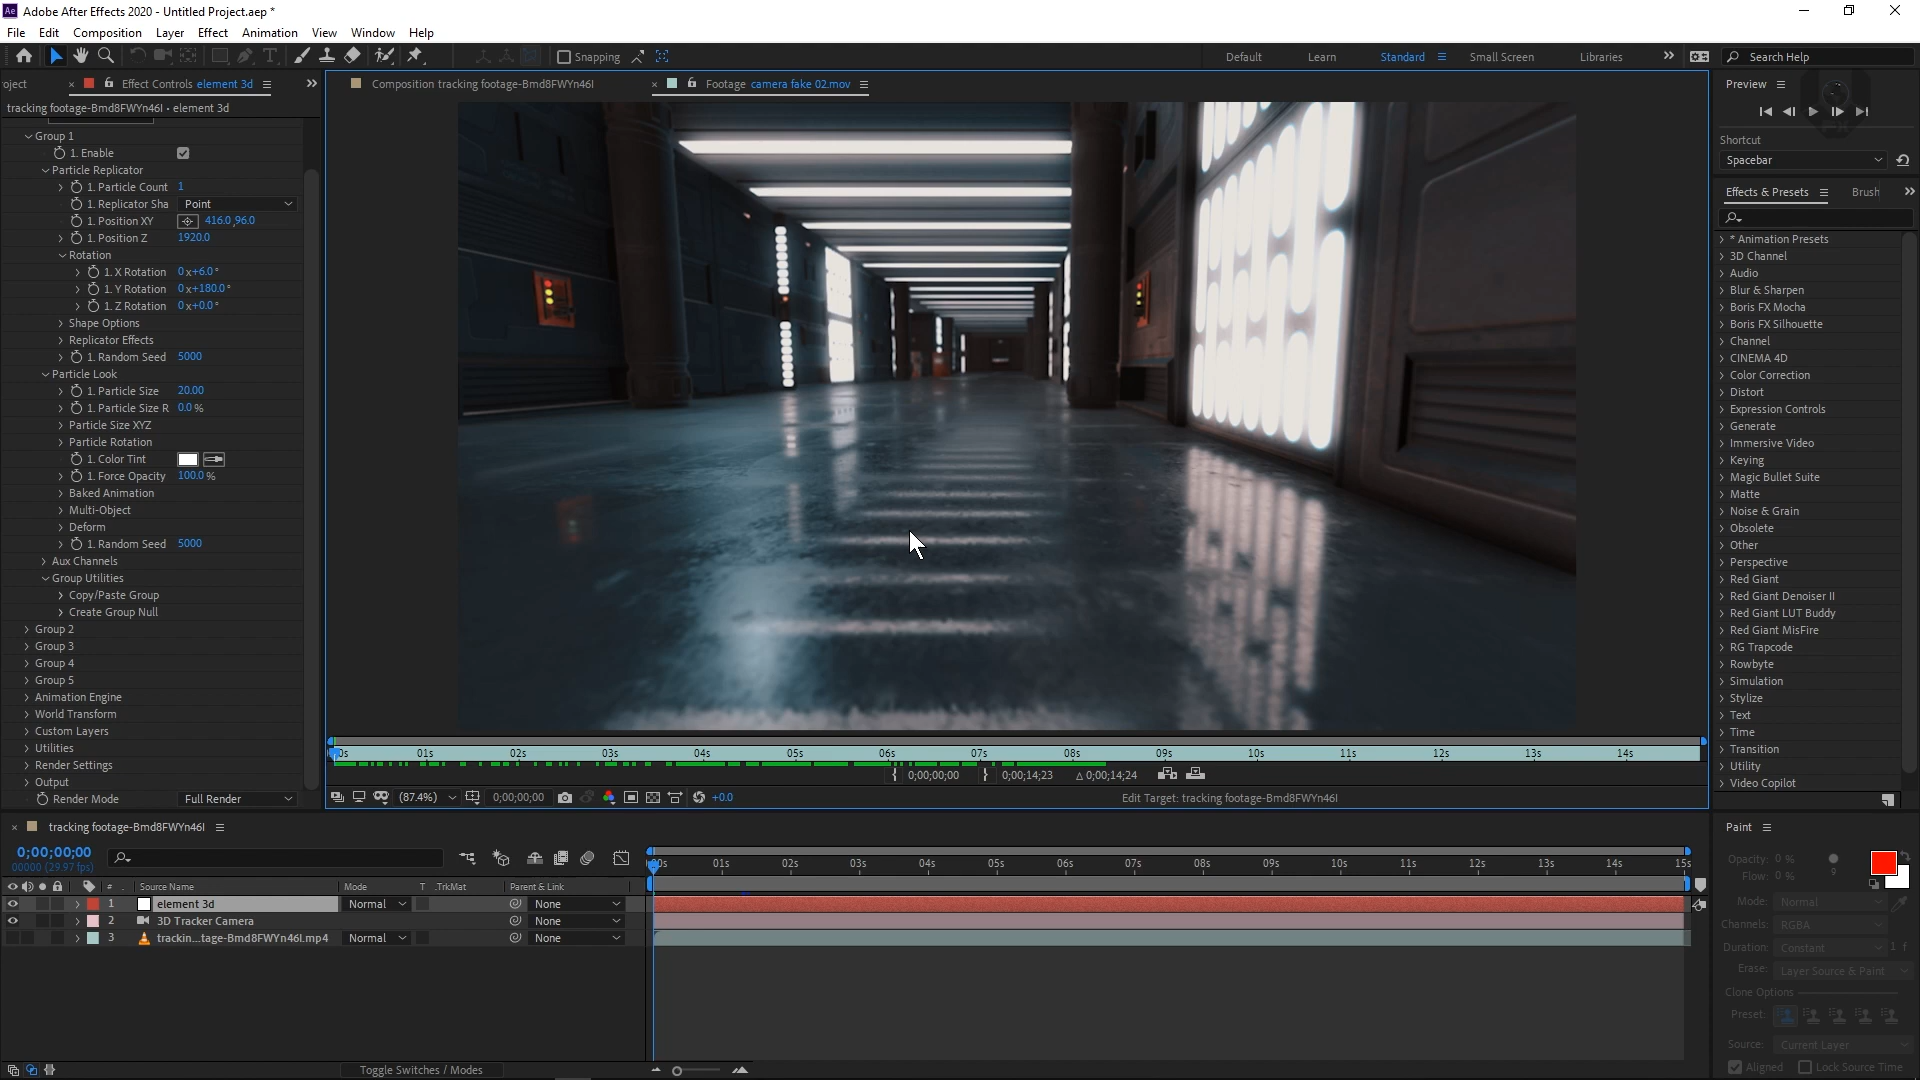 Ae Adobe After Effects 2020 - Untitled Project.aep *
File Edit Composition Layer Effect Animation View Window Help
Snapping Default Learn Standard Small Screen Libraries Search Help
oject Effect Controls element 3d
tracking footage-Bmd8FWYn46I • element 3d
Group 1
1. Enable
Particle Replicator
1. Particle Count 1
1. Replicator Sha Point
1. Position XY 416.0,96.0
1. Position Z 1920.0
Rotation
1. X Rotation 0x+6.0°
1. Y Rotation 0x+180.0°
1. Z Rotation 0x+0.0°
Shape Options
Replicator Effects
1. Random Seed 5000
Particle Look
1. Particle Size 20.00
1. Particle Size R 0.0%
Particle Size XYZ
Particle Rotation
1. Color Tint
1. Force Opacity 100.0%
Baked Animation
Multi-Object
Deform
1. Random Seed 5000
Aux Channels
Group Utilities
Copy/Paste Group
Create Group Null
Group 2
Group 3
Group 4
Group 5
Animation Engine
World Transform
Custom Layers
Utilities
Render Settings
Output
Render Mode Full Render
Composition tracking footage-Bmd8FWYn46I Footage camera fake 02.mov
0s 01s 02s 03s 04s 05s 06s 07s 08s 09s 10s 11s 12s 13s 14s
0;00;00;00 0;00;14;23 Δ 0;00;14;24
(87.4%) 0;00;00;00 +0.0 Edit Target: tracking footage-Bmd8FWYn46I
Preview
Shortcut
Spacebar
Effects & Presets Brush
* Animation Presets
3D Channel
Audio
Blur & Sharpen
Boris FX Mocha
Boris FX Silhouette
Channel
CINEMA 4D
Color Correction
Distort
Expression Controls
Generate
Immersive Video
Keying
Magic Bullet Suite
Matte
Noise & Grain
Obsolete
Other
Perspective
Red Giant
Red Giant Denoiser II
Red Giant LUT Buddy
Red Giant MisFire
RG Trapcode
Rowbyte
Simulation
Stylize
Text
Time
Transition
Utility
Video Copilot
tracking footage-Bmd8FWYn46I
0;00;00;00
00000 (29.97 fps)
:00s 01s 02s 03s 04s 05s 06s 07s 08s 09s 10s 11s 12s 13s 14s 15s
# Source Name Mode T .TrkMat Parent & Link
1 element 3d Normal None
2 3D Tracker Camera None
3 trackin...tage-Bmd8FWYn46I.mp4 Normal None
Toggle Switches / Modes
Paint
Opacity: 0 %
Flow: 0 % 9
Mode: Normal
Channels: RGBA
Duration: Constant 1 f
Erase: Layer Source & Paint
Clone Options
Preset:
Source: Current Layer
Aligned Lock Source Time